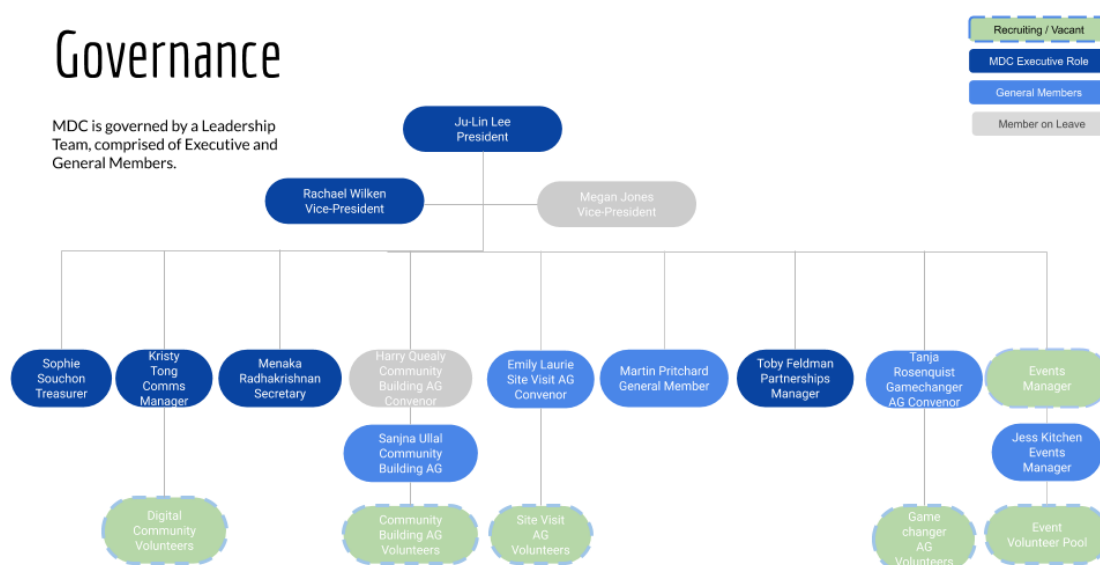 Governance
Recruiting / Vacant
MDC Executive Role
General Members
Member on Leave
MDC is governed by a Leadership
Team, comprised of Executive and
General Members.
Ju-Lin Lee
President
Rachael Wilken
Vice-President
Megan Jones
Vice-President
Sophie
Souchon
Treasurer
Kristy
Tong
Comms
Manager
Menaka
Radhakrishnan
Secretary
Harry Quealy
Community
Building AG
Convenor
Emily Laurie
Site Visit AG
Convenor
Martin Pritchard
General Member
Toby Feldman
Partnerships
Manager
Tanja
Rosenquist
Gamechanger
AG Convenor
Events
Manager
Sanjna Ullal
Community
Building AG
Jess Kitchen
Events
Manager
Digital
Community
Volunteers
Community
Building AG
Volunteers
Site Visit
AG
Volunteers
Game
changer
AG
Volunteers
Event
Volunteer Pool